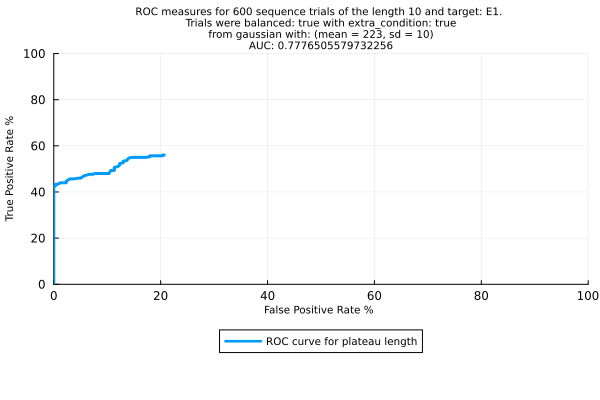 ROC measures for 600 sequence trials of the length 10 and target: E1.
Trials were balanced: true with extra_condition: true
from gaussian with: (mean = 223, sd = 10)
AUC: 0.7776505579732256
100
80
60
40
20
0
True Positive Rate %
0 20 40 60 80 100
False Positive Rate %
ROC curve for plateau length